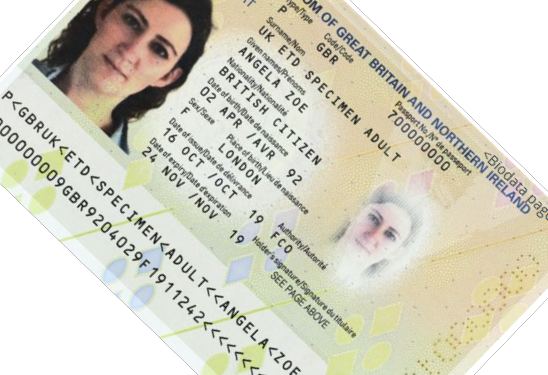 OM OF GREAT BRITAIN AND NORTHERN IRELAND
Type/Type
Code/Code
Passport No./Nº de passeport
P
GBR
700000000
Surname/Nom
UK ETD SPECIMEN ADULT
Given names/Prénoms
ANGELA ZOE
Nationality/Nationalité
BRITISH CITIZEN
Date of birth/Date de naissance
02 APR /AVR 92
Sex/Sexe
Place of birth/Lieu de naissance
F
LONDON
Date of issue/Date de délivrance
Authority/Autorité
16 OCT /OCT 19
FCO
Date of expiry/Date d'expiration
Holder's signature/Signature du titulaire
24 NOV /NOV 19
SEE PAGE ABOVE
<Biodata page
P<GBRUK<ETD<SPECIMEN<ADULT<<ANGELA<ZOE
000000009GBR9204029F1911242<<<<<<<